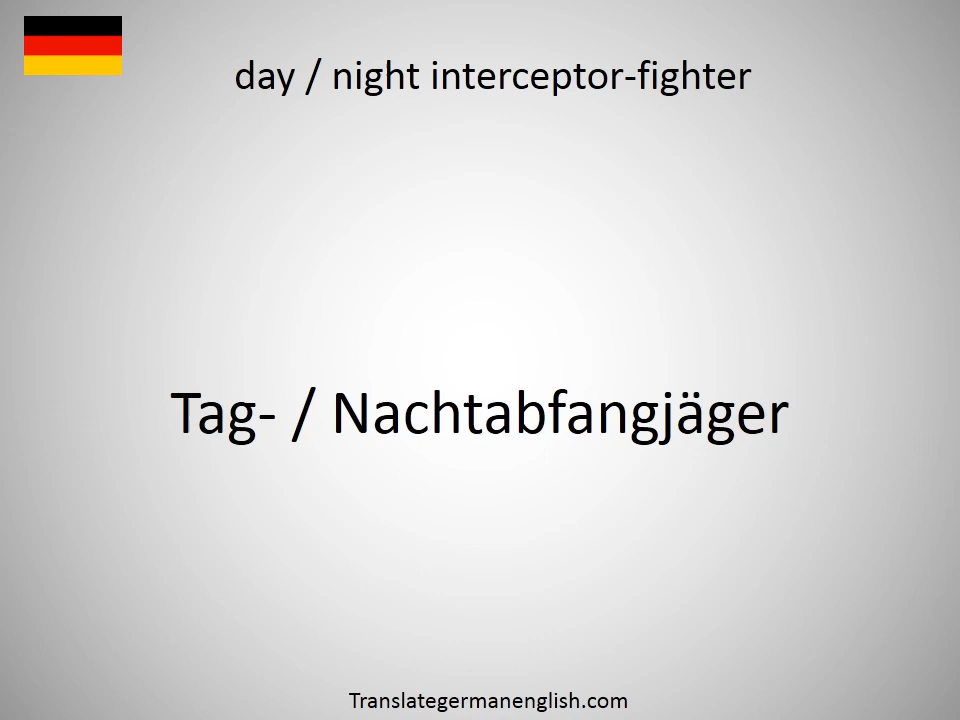 day / night interceptor-fighter
Tag- / Nachtabfangjäger
Translategermanenglish.com